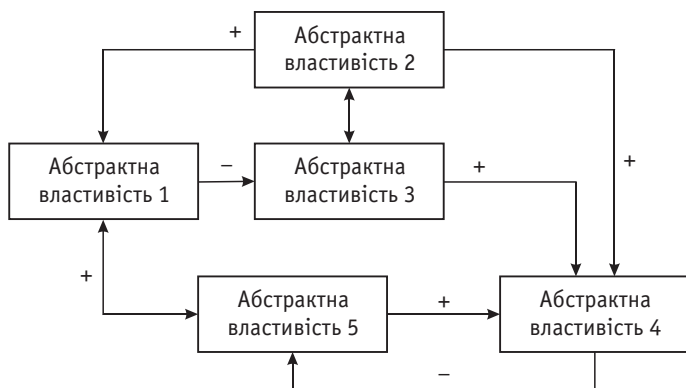 +
Абстрактна
властивість 2
Абстрактна
властивість 1
–
Абстрактна
властивість 3
+
+
+
Абстрактна
властивість 5
+
Абстрактна
властивість 4
–